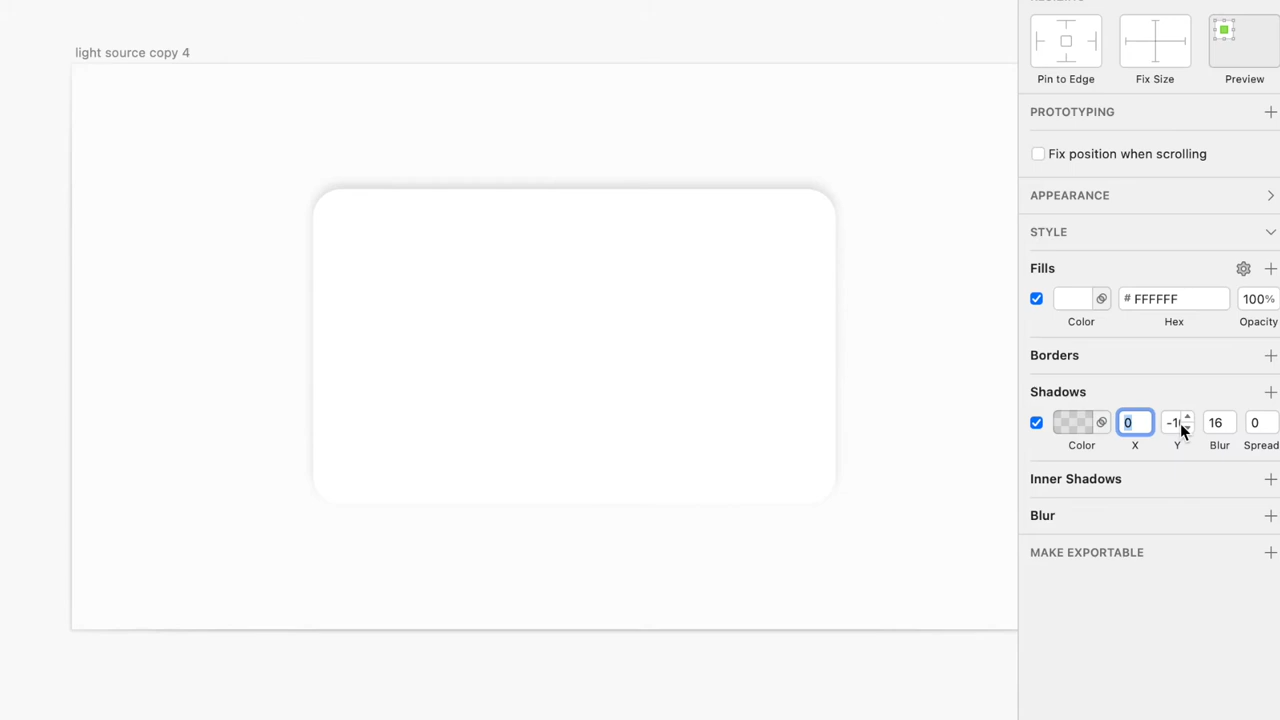 light source copy 4
Pin to Edge Fix Size Preview
PROTOTYPING
Fix position when scrolling
APPEARANCE
STYLE
Fills
# FFFFFF 100%
Color Hex Opacity
Borders
Shadows
0 16 0
Color X Y Blur Spread
Inner Shadows
Blur
MAKE EXPORTABLE